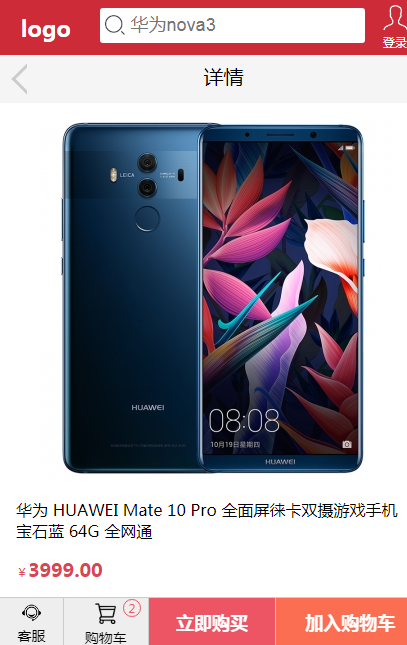 logo
华为nova3
登录
详情
LEICA
HUAWEI
08:08
10月19日星期四
HUAWEI
华为 HUAWEI Mate 10 Pro 全面屏徕卡双摄游戏手机
宝石蓝 64G 全网通
¥3999.00
客服
购物车
2
立即购买
加入购物车